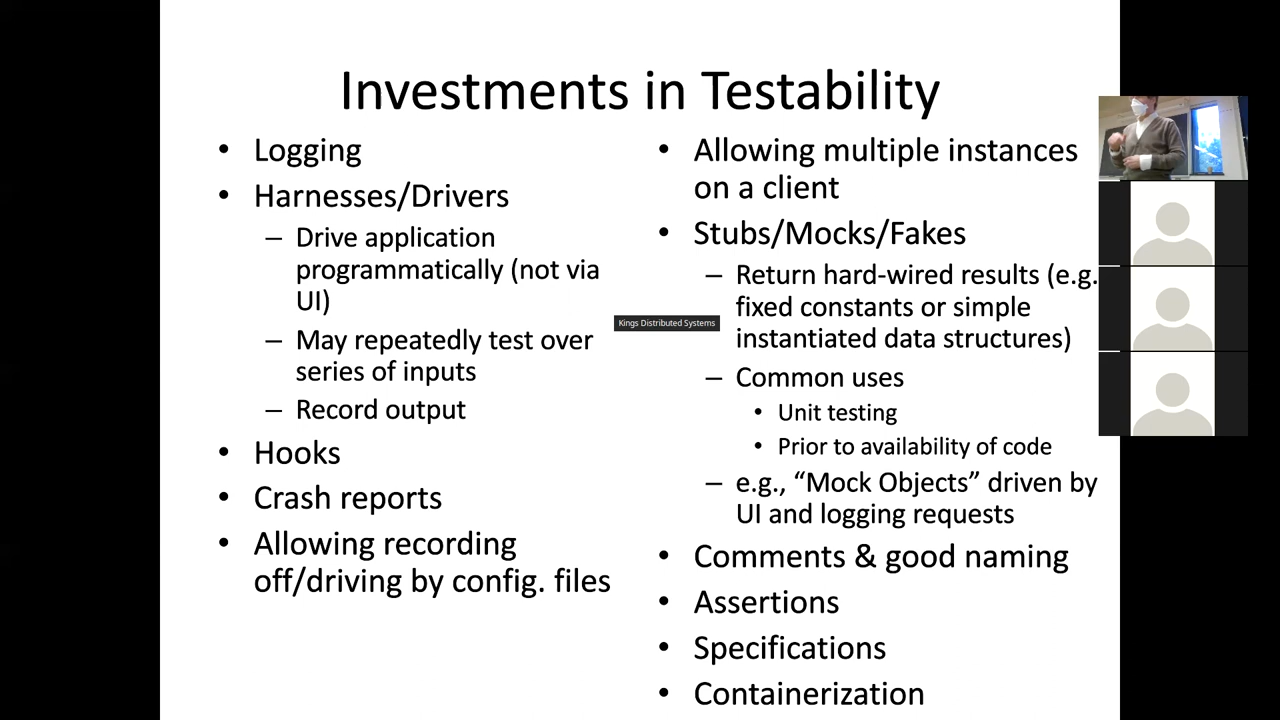 Investments in Testability
• Logging
• Harnesses/Drivers
– Drive application
programmatically (not via
UI)
– May repeatedly test over
series of inputs
– Record output
• Hooks
• Crash reports
• Allowing recording
off/driving by config. files
• Allowing multiple instances
on a client
• Stubs/Mocks/Fakes
– Return hard-wired results (e.g.
fixed constants or simple
instantiated data structures)
– Common uses
• Unit testing
• Prior to availability of code
– e.g., “Mock Objects” driven by
UI and logging requests
• Comments & good naming
• Assertions
• Specifications
• Containerization
Kings Distributed Systems